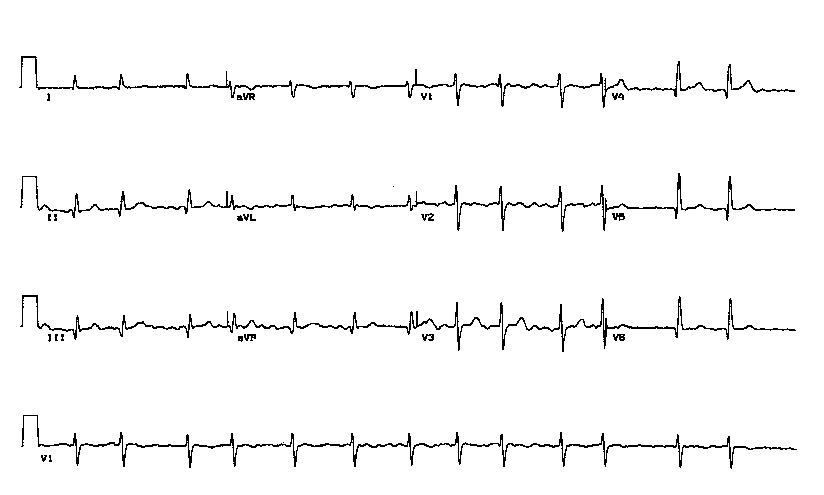 I aVR V1 V4
II aVL V2 V5
III aVF V3 V6
V1